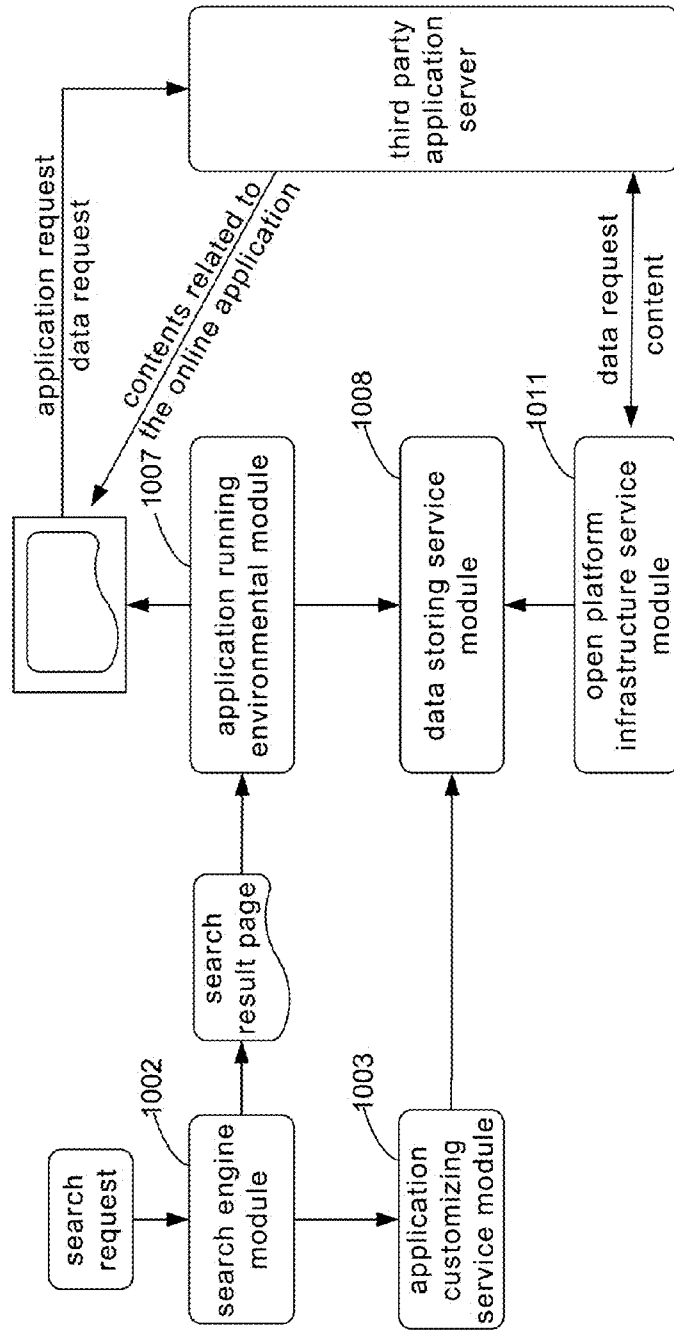 search
request
1002
search engine
module
1003
application
customizing
service module
search
result page
application request
data request
contents related to
the online application
1007
application running
environmental module
1008
data storing service
module
1011
open platform
infrastructure service
module
data request
content
third party
application
server